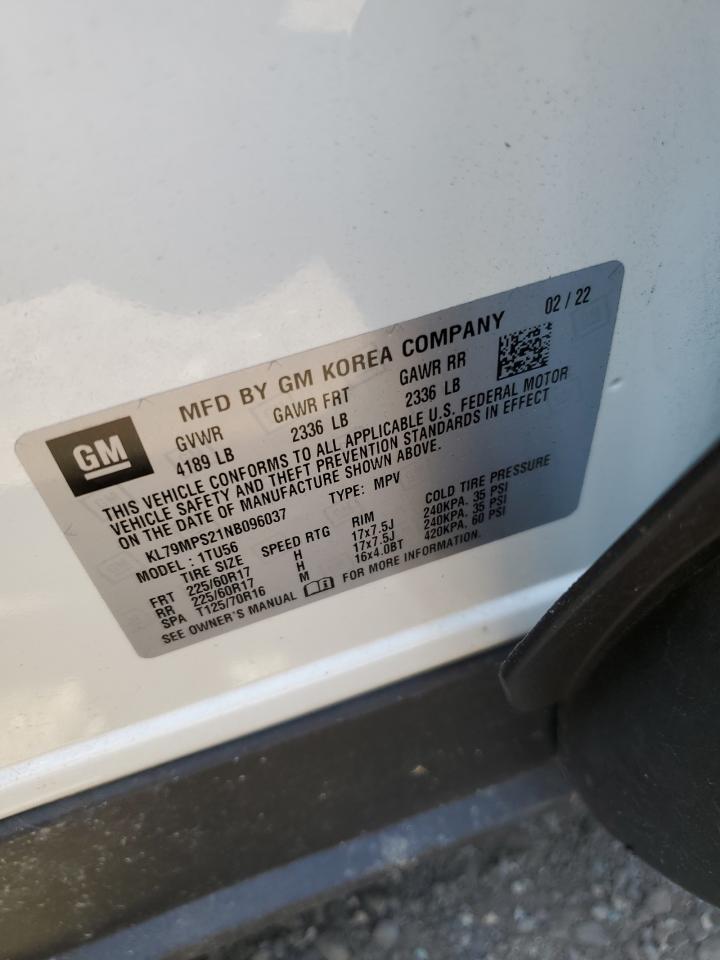 02 / 22
MFD BY GM KOREA COMPANY
GM
GVWR GAWR FRT GAWR RR
4189 LB 2336 LB 2336 LB
THIS VEHICLE CONFORMS TO ALL APPLICABLE U.S. FEDERAL MOTOR
VEHICLE SAFETY AND THEFT PREVENTION STANDARDS IN EFFECT
ON THE DATE OF MANUFACTURE SHOWN ABOVE.
KL79MPS21NB096037 TYPE: MPV
MODEL: 1TU56
TIRE SIZE SPEED RTG RIM COLD TIRE PRESSURE
FRT 225/60R17 H 17x7.5J 240KPA, 35 PSI
RR 225/60R17 H 17x7.5J 240KPA, 35 PSI
SPA T125/70R16 M 16x4.0BT 420KPA, 60 PSI
SEE OWNER'S MANUAL FOR MORE INFORMATION.